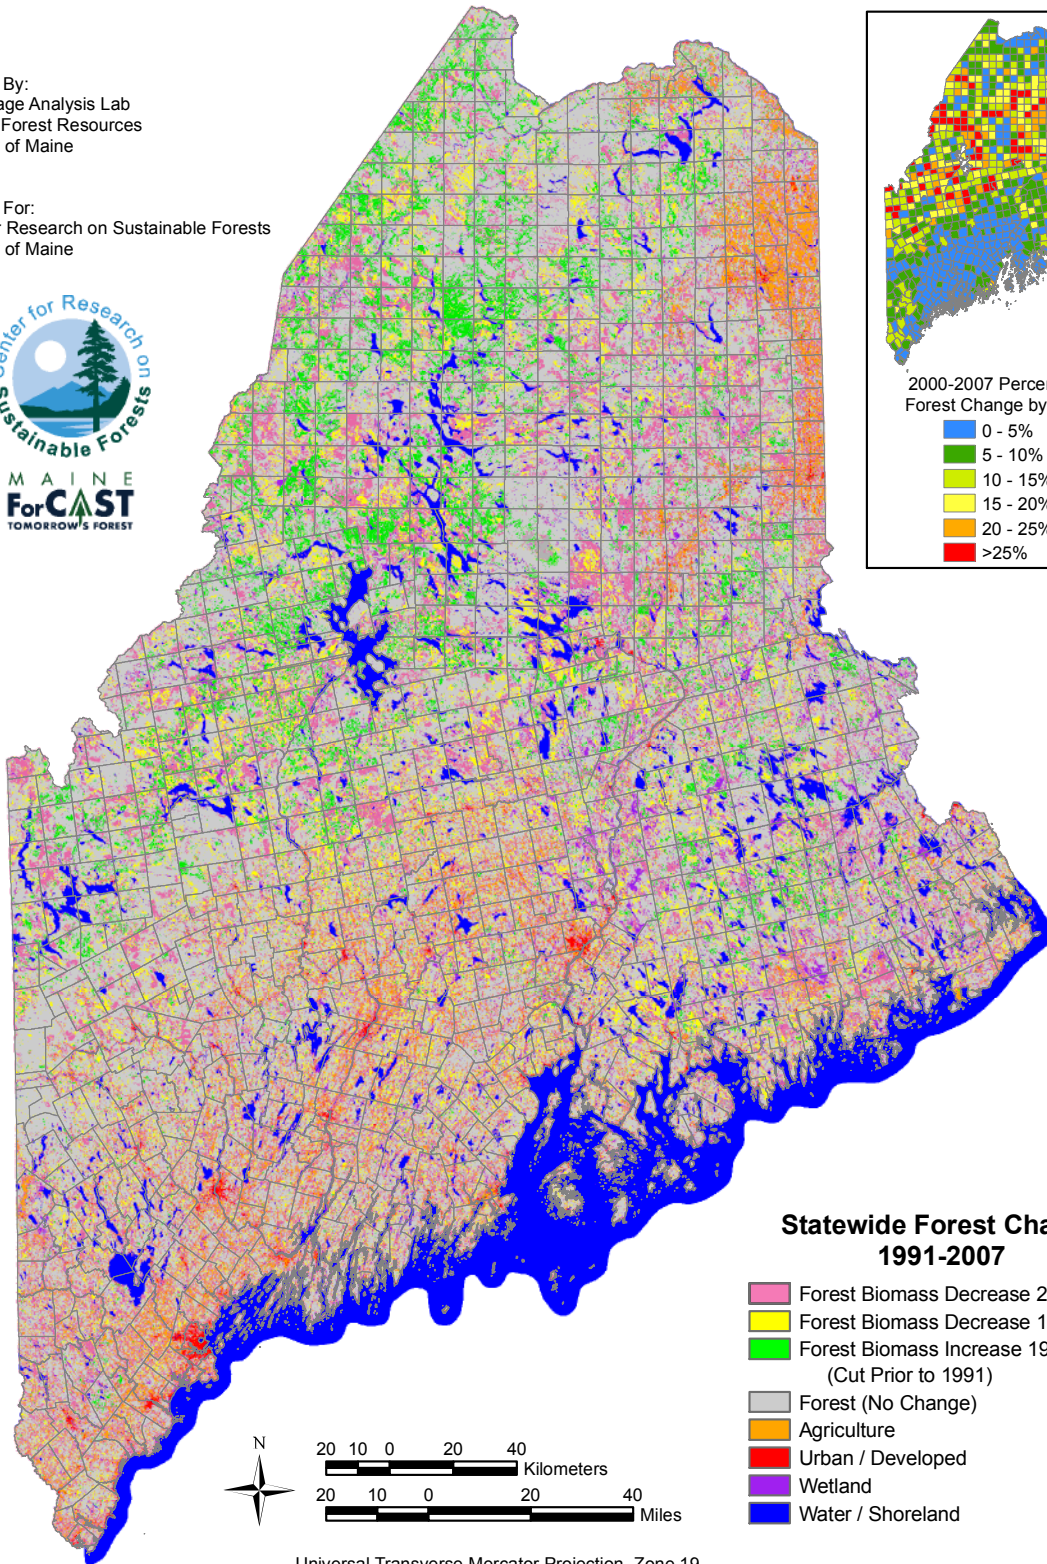 By:
age Analysis Lab
Forest Resources
of Maine
For:
Research on Sustainable Forests
of Maine
Center for Research on
Sustainable Forests
MAINE
ForCAST
TOMORROW'S FOREST
2000-2007 Percen
Forest Change by
0 - 5%
5 - 10%
10 - 15%
15 - 20%
20 - 25%
>25%
Statewide Forest Cha
1991-2007
Forest Biomass Decrease 2
Forest Biomass Decrease 1
Forest Biomass Increase 19
(Cut Prior to 1991)
Forest (No Change)
Agriculture
Urban / Developed
Wetland
Water / Shoreland
N
20 10 0 20 40
Kilometers
20 10 0 20 40
Miles
Universal Transverse Mercator Projection, Zone 19